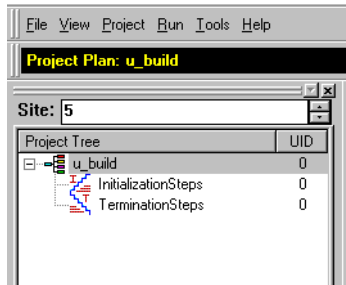 File View Project Run Tools Help
Project Plan: u_build
Site: 5
Project Tree UID
u_build 0
InitializationSteps 0
TerminationSteps 0